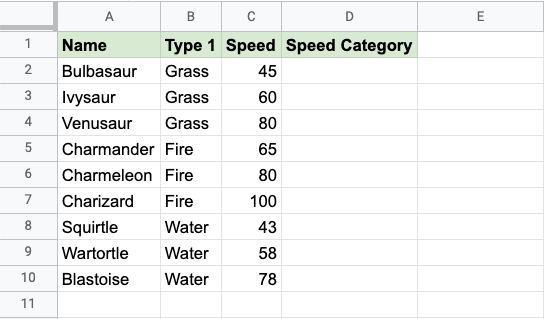 A B C D E
1 Name Type 1 Speed Speed Category
2 Bulbasaur Grass 45
3 Ivysaur Grass 60
4 Venusaur Grass 80
5 Charmander Fire 65
6 Charmeleon Fire 80
7 Charizard Fire 100
8 Squirtle Water 43
9 Wartortle Water 58
10 Blastoise Water 78
11